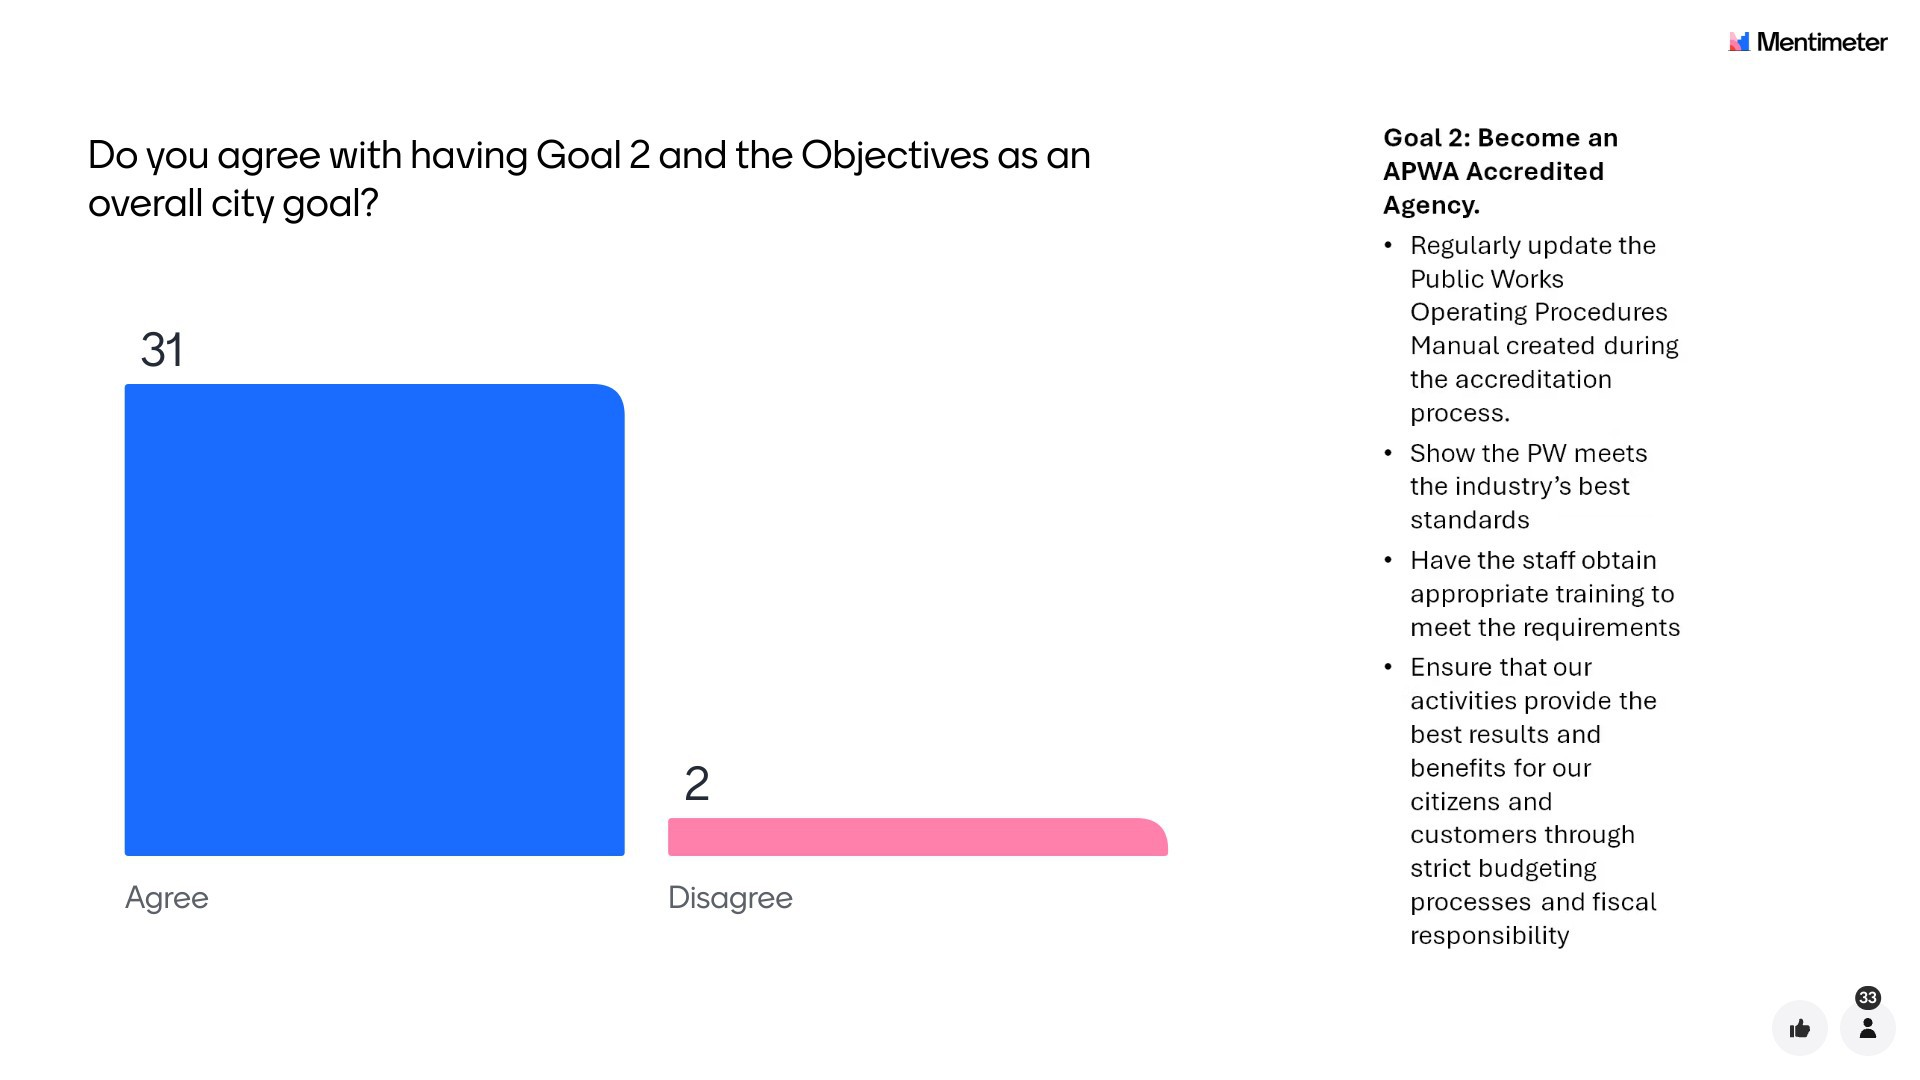 Mentimeter
Do you agree with having Goal 2 and the Objectives as an
overall city goal?
31
2
Agree
Disagree
Goal 2: Become an
APWA Accredited
Agency.
• Regularly update the
Public Works
Operating Procedures
Manual created during
the accreditation
process.
• Show the PW meets
the industry’s best
standards
• Have the staff obtain
appropriate training to
meet the requirements
• Ensure that our
activities provide the
best results and
benefits for our
citizens and
customers through
strict budgeting
processes and fiscal
responsibility
33